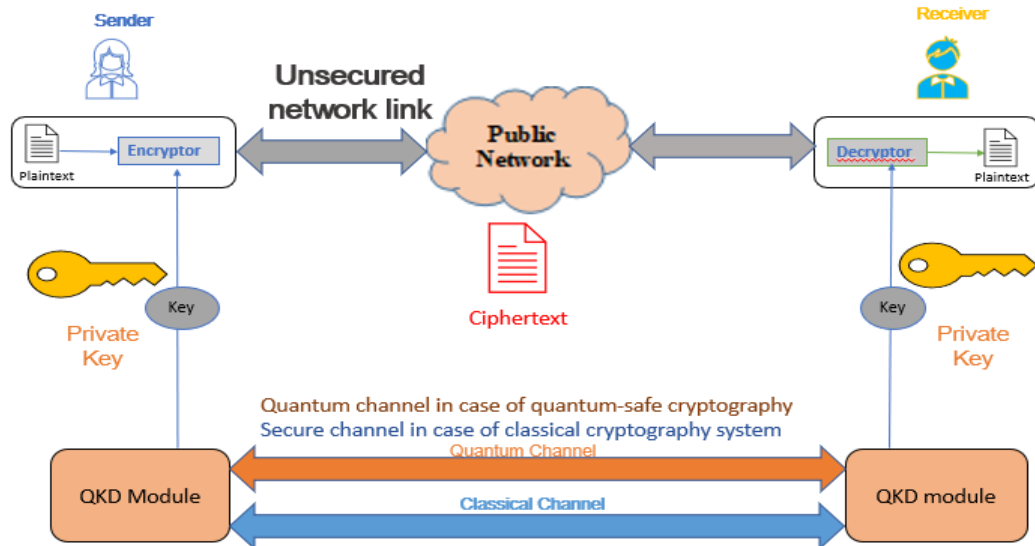 Sender
Receiver
Unsecured
network link
Public
Network
Plaintext
Encryptor
Decryptor
Plaintext
Ciphertext
Key
Private
Key
Key
Private
Key
Quantum channel in case of quantum-safe cryptography
Secure channel in case of classical cryptography system
Quantum Channel
QKD Module
QKD module
Classical Channel